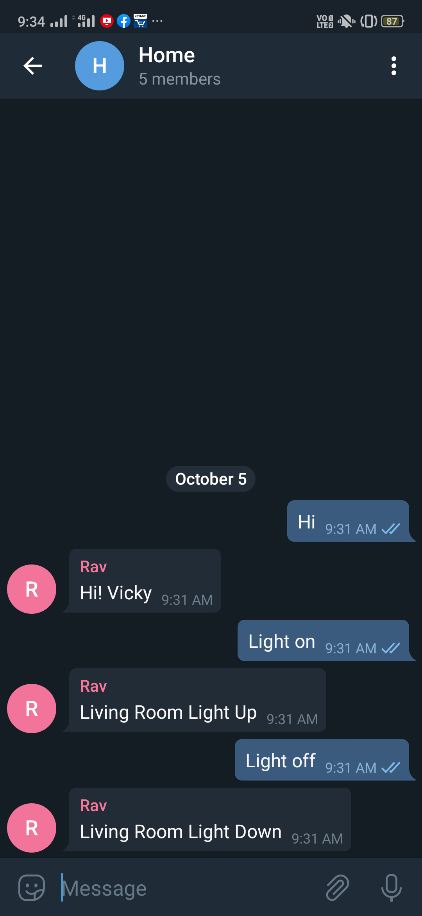 9:34
4G
VO
LTE
87
H
Home
5 members
October 5
Hi 9:31 AM
Rav
R
Hi! Vicky 9:31 AM
Light on 9:31 AM
Rav
R
Living Room Light Up 9:31 AM
Light off 9:31 AM
Rav
R
Living Room Light Down 9:31 AM
Message